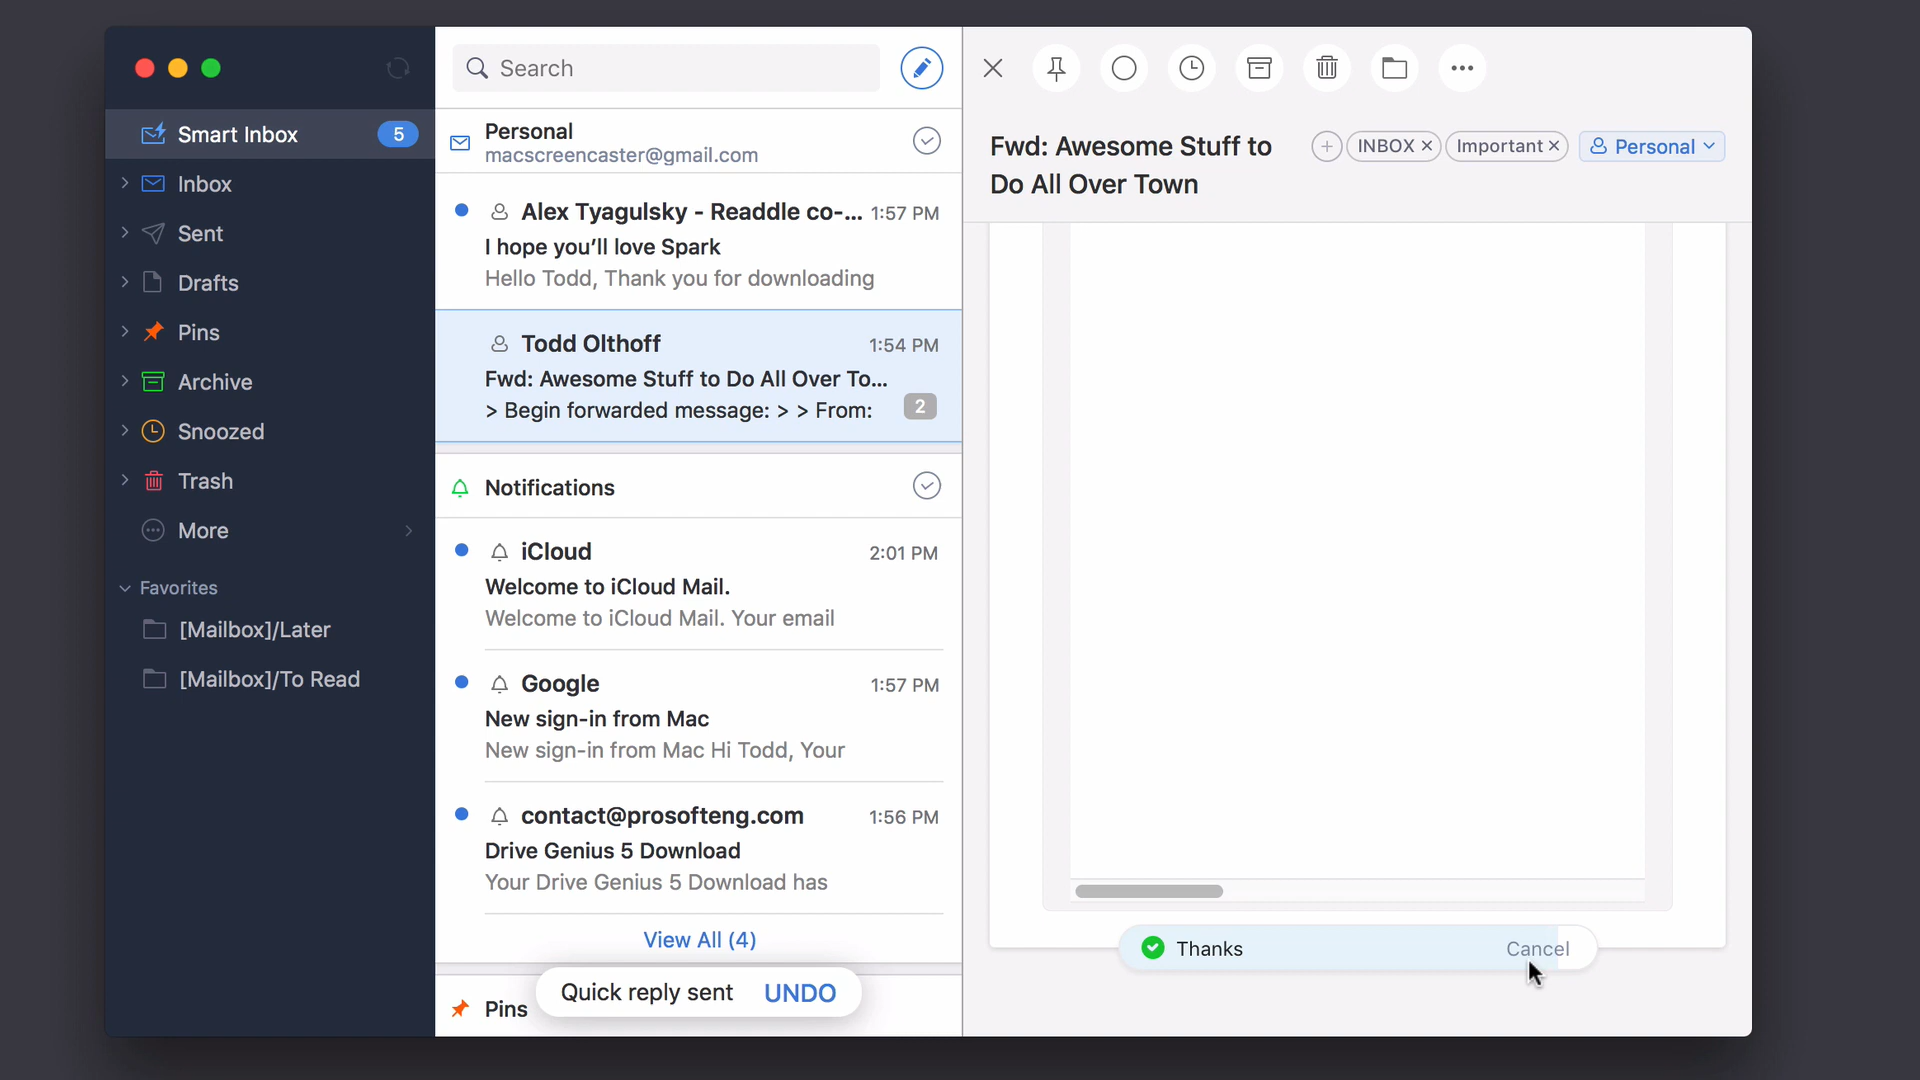 Smart Inbox 5
Inbox
Sent
Drafts
Pins
Archive
Snoozed
Trash
More
Favorites
[Mailbox]/Later
[Mailbox]/To Read
Search
Personal
macscreencaster@gmail.com
Alex Tyagulsky - Readdle co-... 1:57 PM
I hope you’ll love Spark
Hello Todd, Thank you for downloading
Todd Olthoff 1:54 PM
Fwd: Awesome Stuff to Do All Over To...
> Begin forwarded message: > > From: 2
Notifications
iCloud 2:01 PM
Welcome to iCloud Mail.
Welcome to iCloud Mail. Your email
Google 1:57 PM
New sign-in from Mac
New sign-in from Mac Hi Todd, Your
contact@prosofteng.com 1:56 PM
Drive Genius 5 Download
Your Drive Genius 5 Download has
View All (4)
Pins
Quick reply sent UNDO
Fwd: Awesome Stuff to
Do All Over Town
INBOX Important Personal
Thanks Cancel